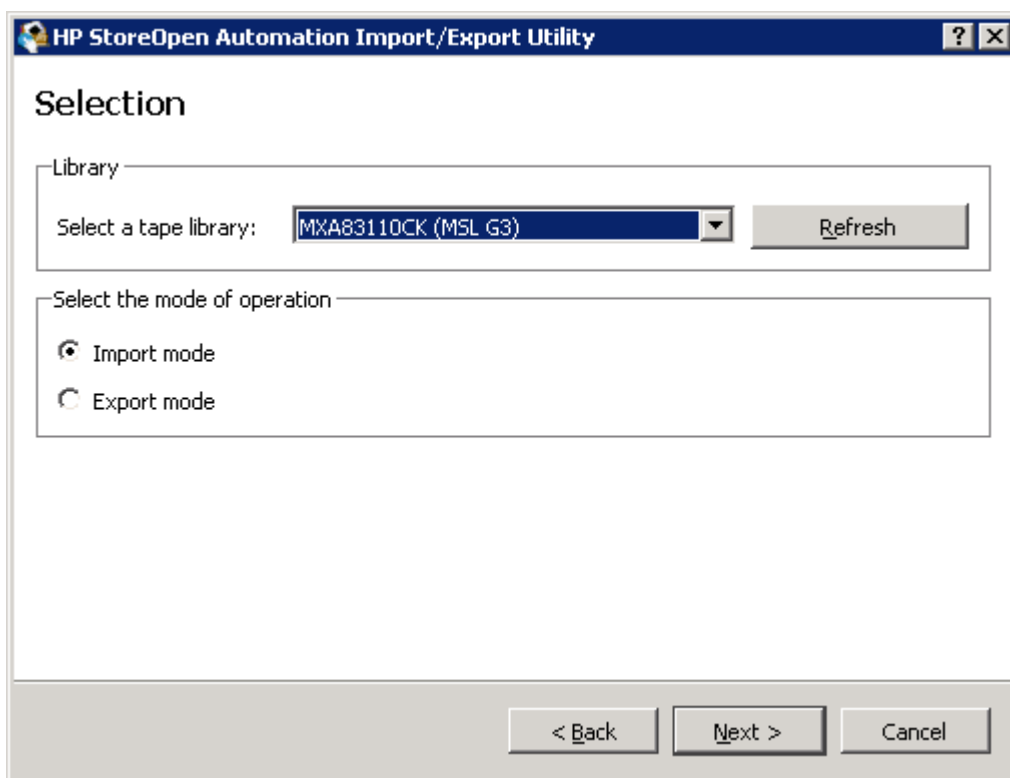 HP StoreOpen Automation Import/Export Utility
Selection
Library
Select a tape library: MXA83110CK (MSL G3) Refresh
Select the mode of operation
Import mode
Export mode
< Back Next > Cancel